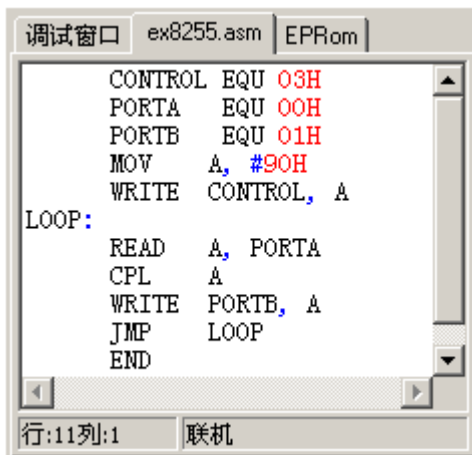 调试窗口 ex8255.asm EPRom
CONTROL EQU 03H
PORTA EQU 00H
PORTB EQU 01H
MOV A, #90H
WRITE CONTROL, A
LOOP:
READ A, PORTA
CPL A
WRITE PORTB, A
JMP LOOP
END
行:11列:1 联机